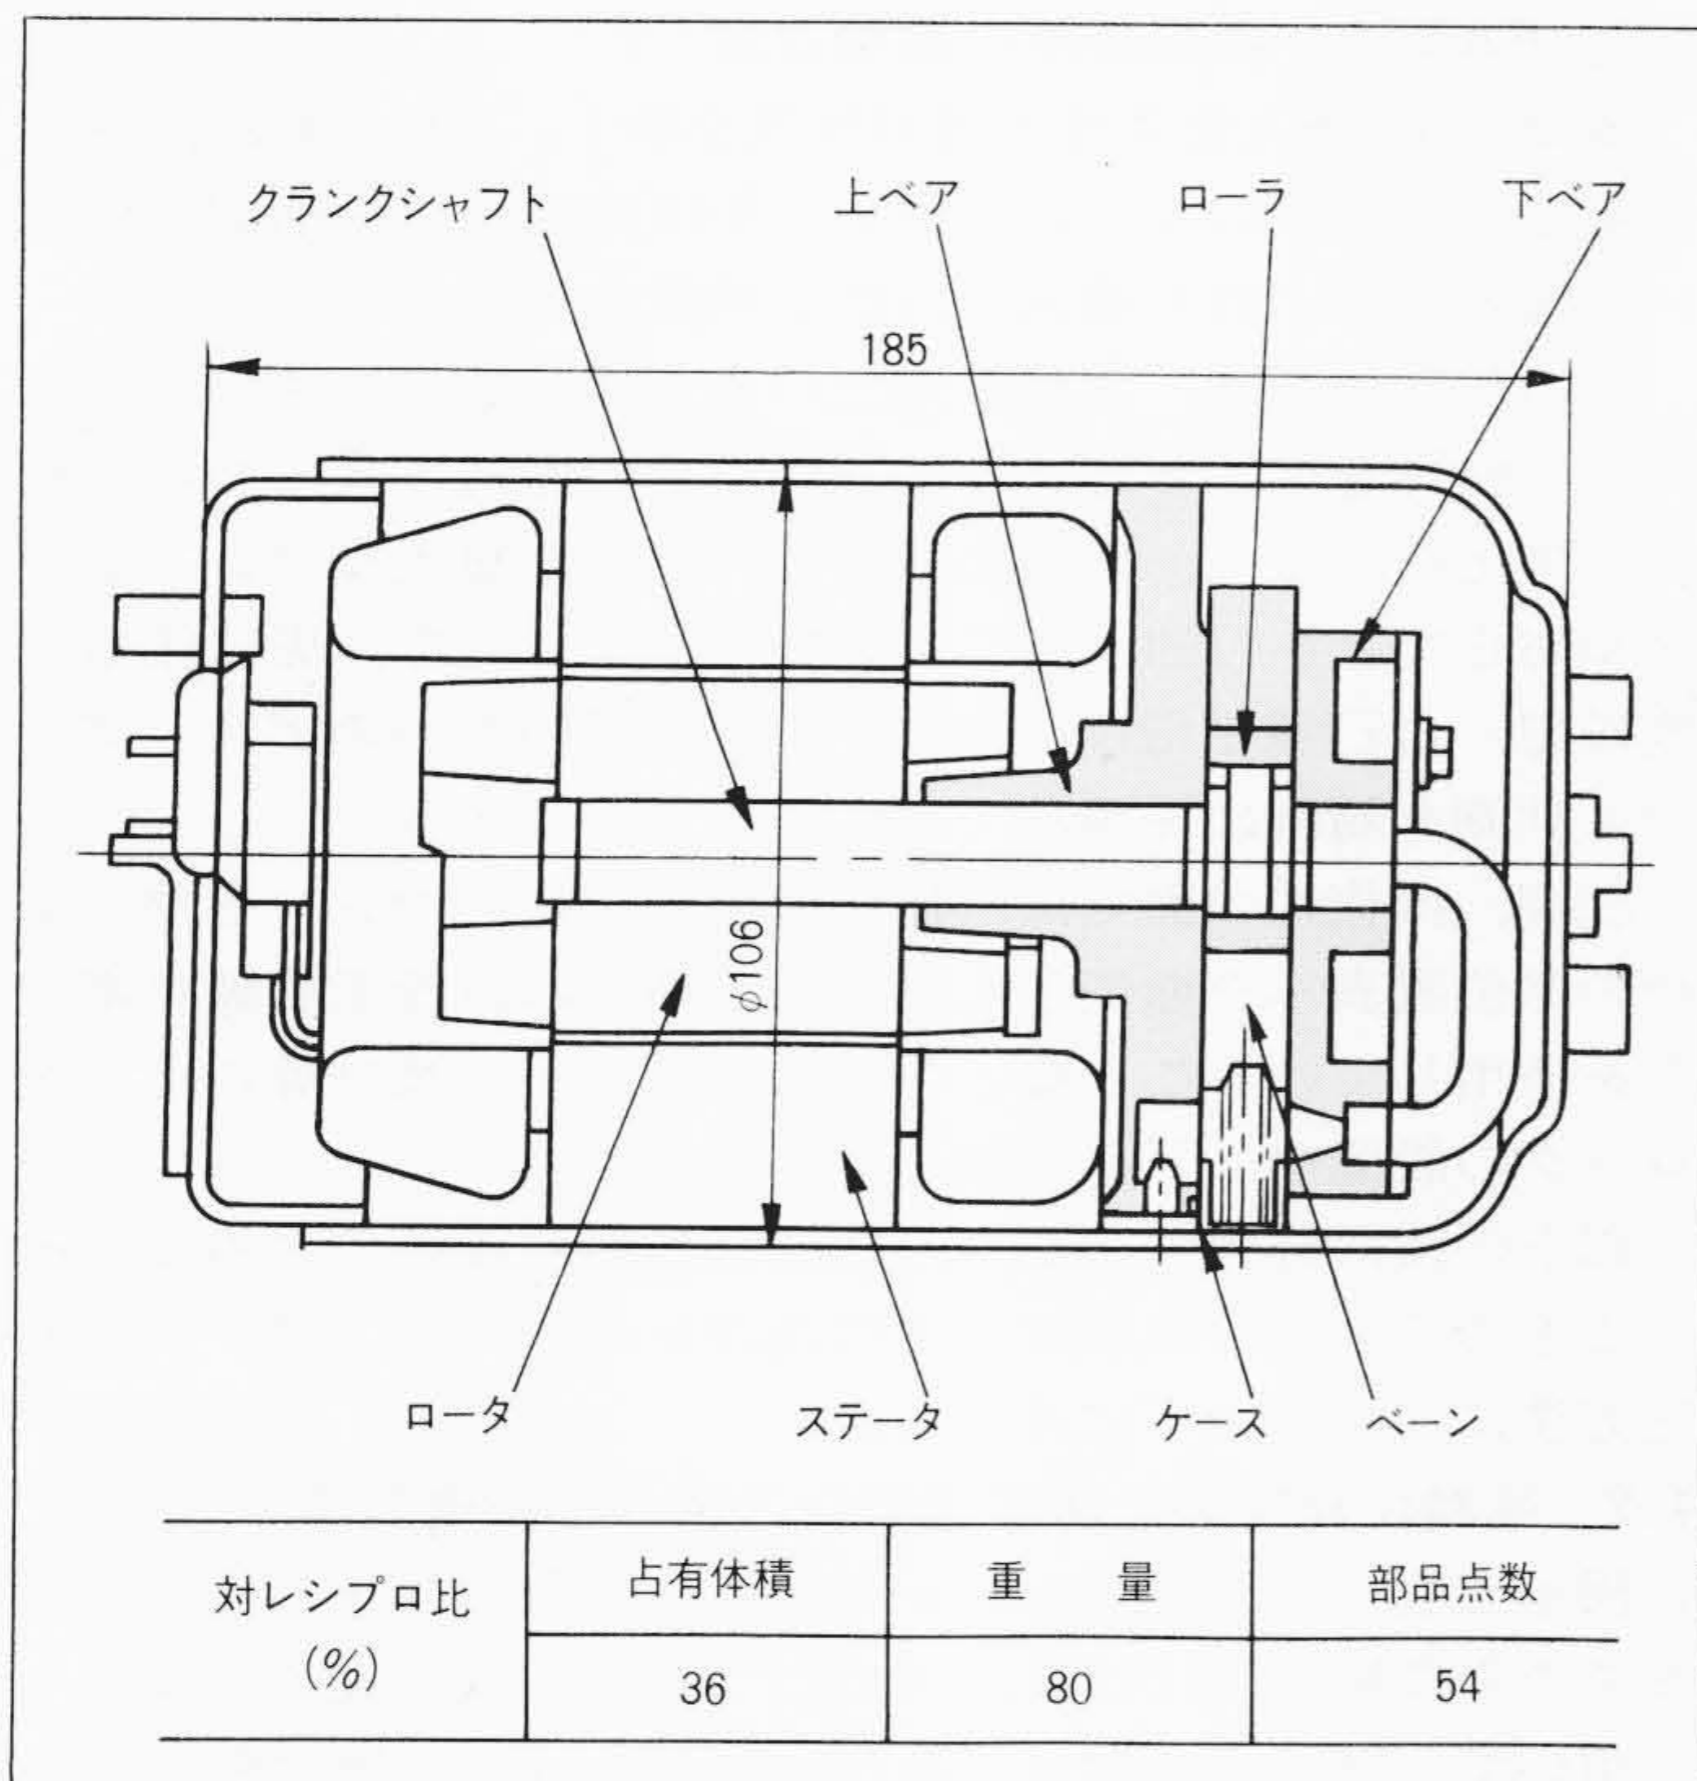 クランクシャフト 上ベア ローラ 下ベア
185
φ106
ロータ ステータ ケース ベーン
対レシプロ比 占有体積 重 量 部品点数
(%) 36 80 54